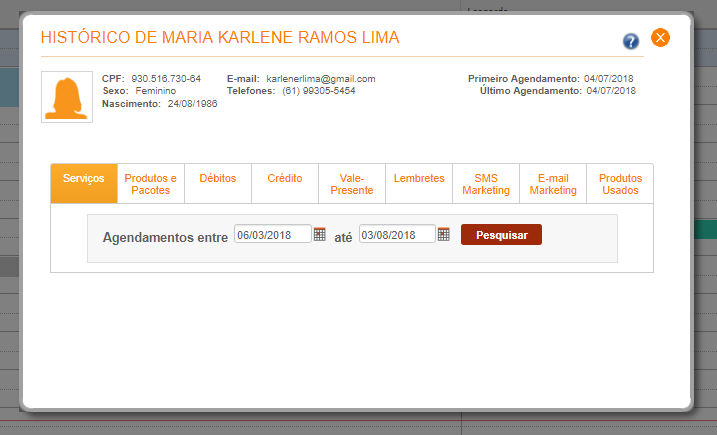 HISTÓRICO DE MARIA KARLENE RAMOS LIMA
? X
CPF: 930.516.730-64 E-mail: karlenerlima@gmail.com Primeiro Agendamento: 04/07/2018
Sexo: Feminino Telefones: (61) 99305-5454 Último Agendamento: 04/07/2018
Nascimento: 24/08/1986
Serviços Produtos e Pacotes Débitos Crédito Vale-Presente Lembretes SMS Marketing E-mail Marketing Produtos Usados
Agendamentos entre 06/03/2018 até 03/08/2018 Pesquisar